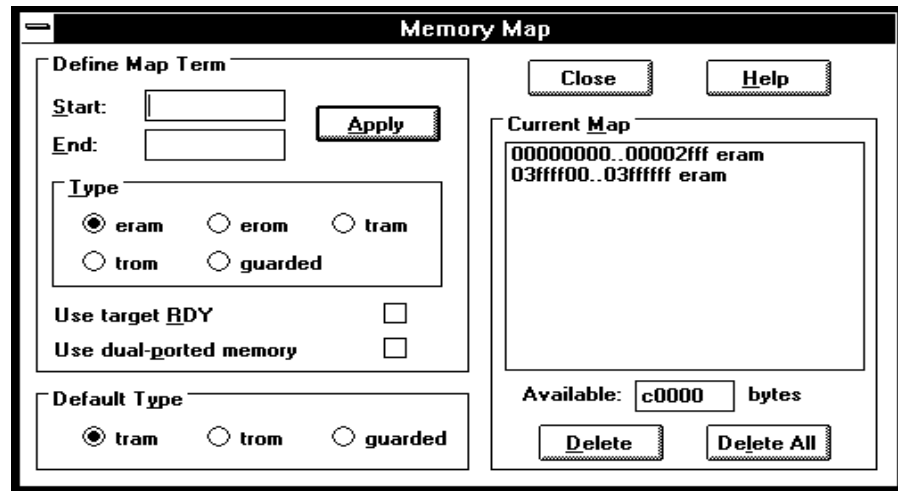 Memory Map
Define Map Term
Start:
End:
Apply
Type
eram erom tram
trom guarded
Use target RDY
Use dual-ported memory
Default Type
tram trom guarded
Close Help
Current Map
00000000..00002fff eram
03ffff00..03ffffff eram
Available: c0000 bytes
Delete Delete All